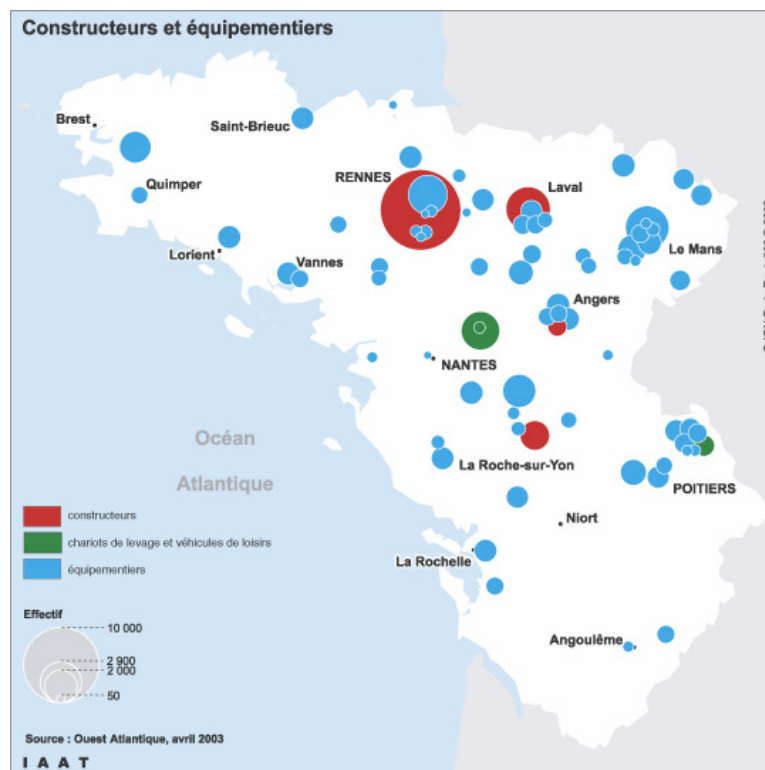 Constructeurs et équipementiers
Brest
Saint-Brieuc
RENNES
Laval
Quimper
Le Mans
Lorient
Vannes
Angers
NANTES
Océan
Atlantique
La Roche-sur-Yon
POITIERS
constructeurs
chariots de levage et véhicules de loisirs
équipementiers
Niort
La Rochelle
Effectif
10 000
2 900
2 000
50
Angoulême
Source : Ouest Atlantique, avril 2003
I A A T